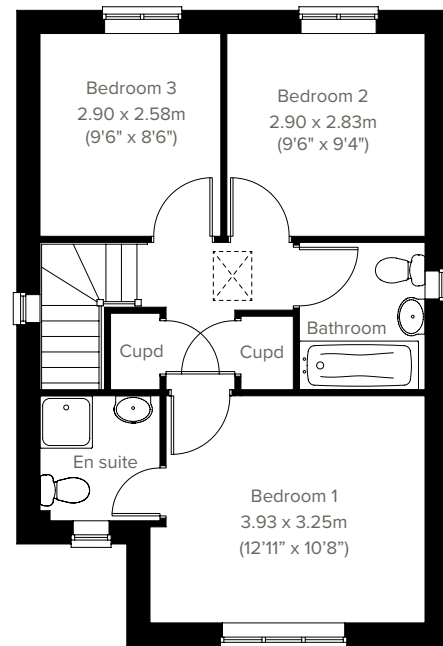 Bedroom 3
2.90 x 2.58m
(9'6" x 8'6")
Bedroom 2
2.90 x 2.83m
(9'6" x 9'4")
Bathroom
Cupd
Cupd
En suite
Bedroom 1
3.93 x 3.25m
(12’11” x 10’8”)